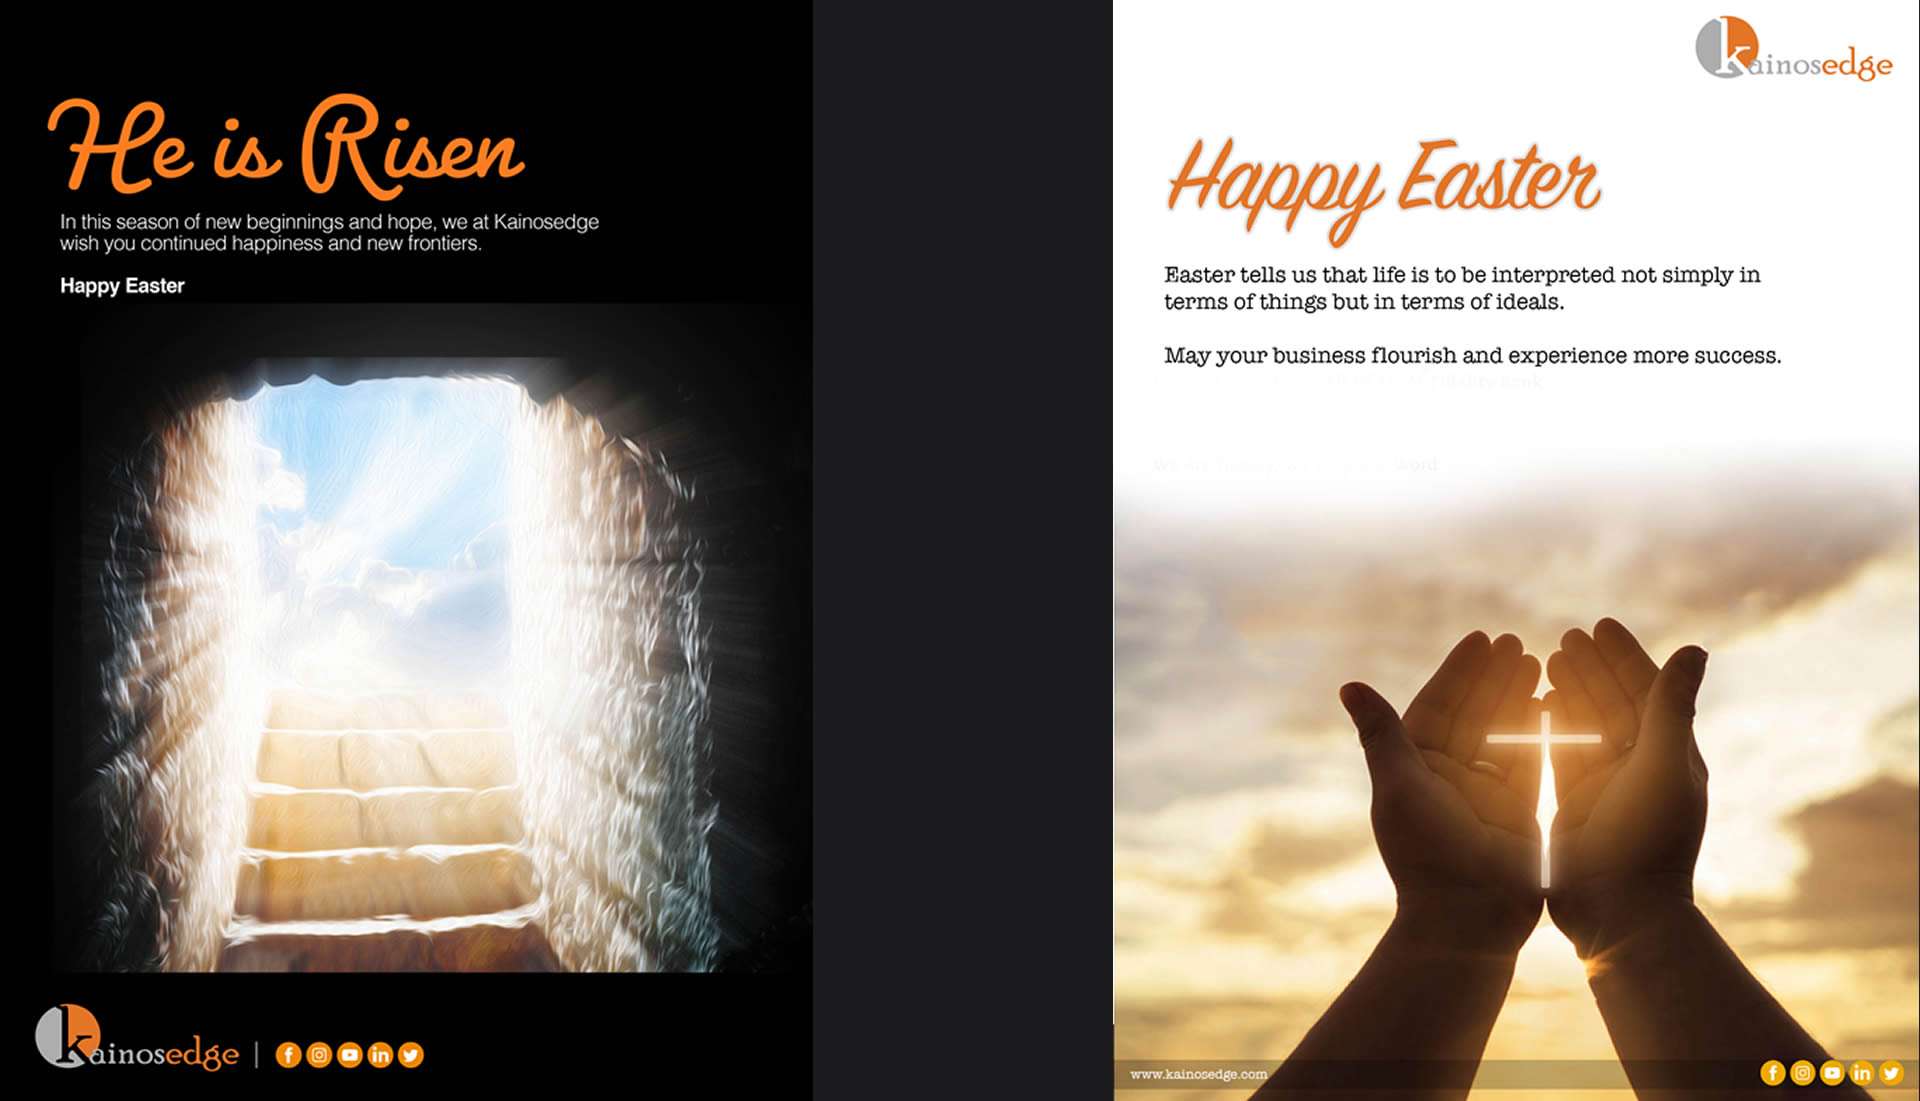 He is Risen
In this season of new beginnings and hope, we at Kainosedge
wish you continued happiness and new frontiers.
Happy Easter
kainosedge
kainosedge
Happy Easter
Easter tells us that life is to be interpreted not simply in
terms of things but in terms of ideals.
May your business flourish and experience more success.
Word
www.kainosedge.com